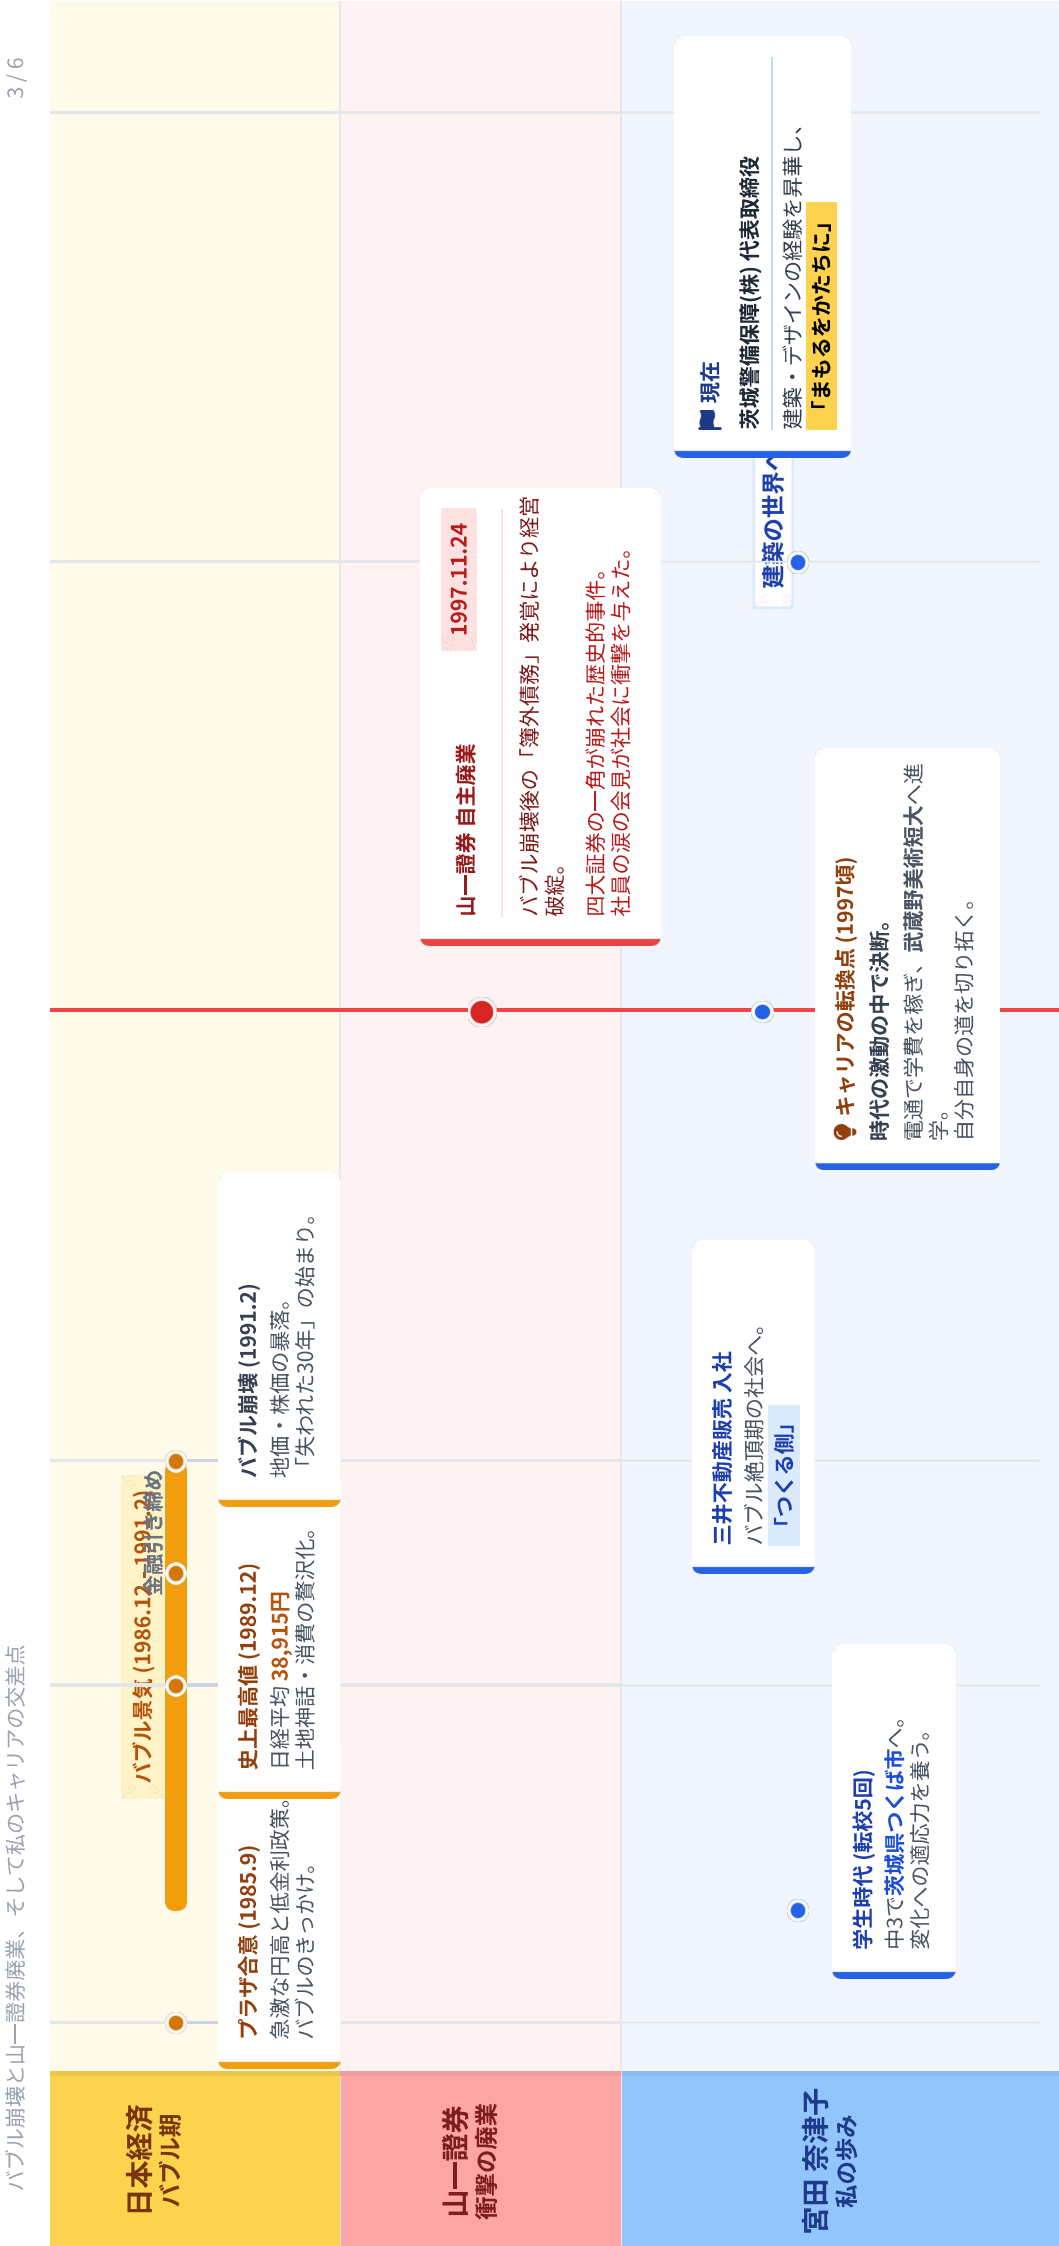 バブル崩壊と山一證券廃業、そして私のキャリアの交差点
3 / 6
日本経済
バブル期
バブル景気 (1986.12 - 1991.2)
金融引き締め
プラザ合意 (1985.9)
急激な円高と低金利政策。
バブルのきっかけ。
史上最高値 (1989.12)
日経平均 38,915円
土地神話・消費の贅沢化。
バブル崩壊 (1991.2)
地価・株価の暴落。
「失われた30年」の始まり。
山一證券
衝撃の廃業
山一證券 自主廃業
1997.11.24
バブル崩壊後の「簿外債務」発覚により経営
破綻。
四大証券の一角が崩れた歴史的事件。
社員の涙の会見が社会に衝撃を与えた。
宮田 奈津子
私の歩み
学生時代 (転校5回)
中3で茨城県つくば市へ。
変化への適応力を養う。
三井不動産販売 入社
バブル絶頂期の社会へ。
「つくる側」
キャリアの転換点 (1997頃)
時代の激動の中で決断。
電通で学費を稼ぎ、武蔵野美術短大へ進
学。
自分自身の道を切り拓く。
建築の世界へ
現在
茨城警備保障(株) 代表取締役
建築・デザインの経験を昇華し、
「まもるをかたちに」